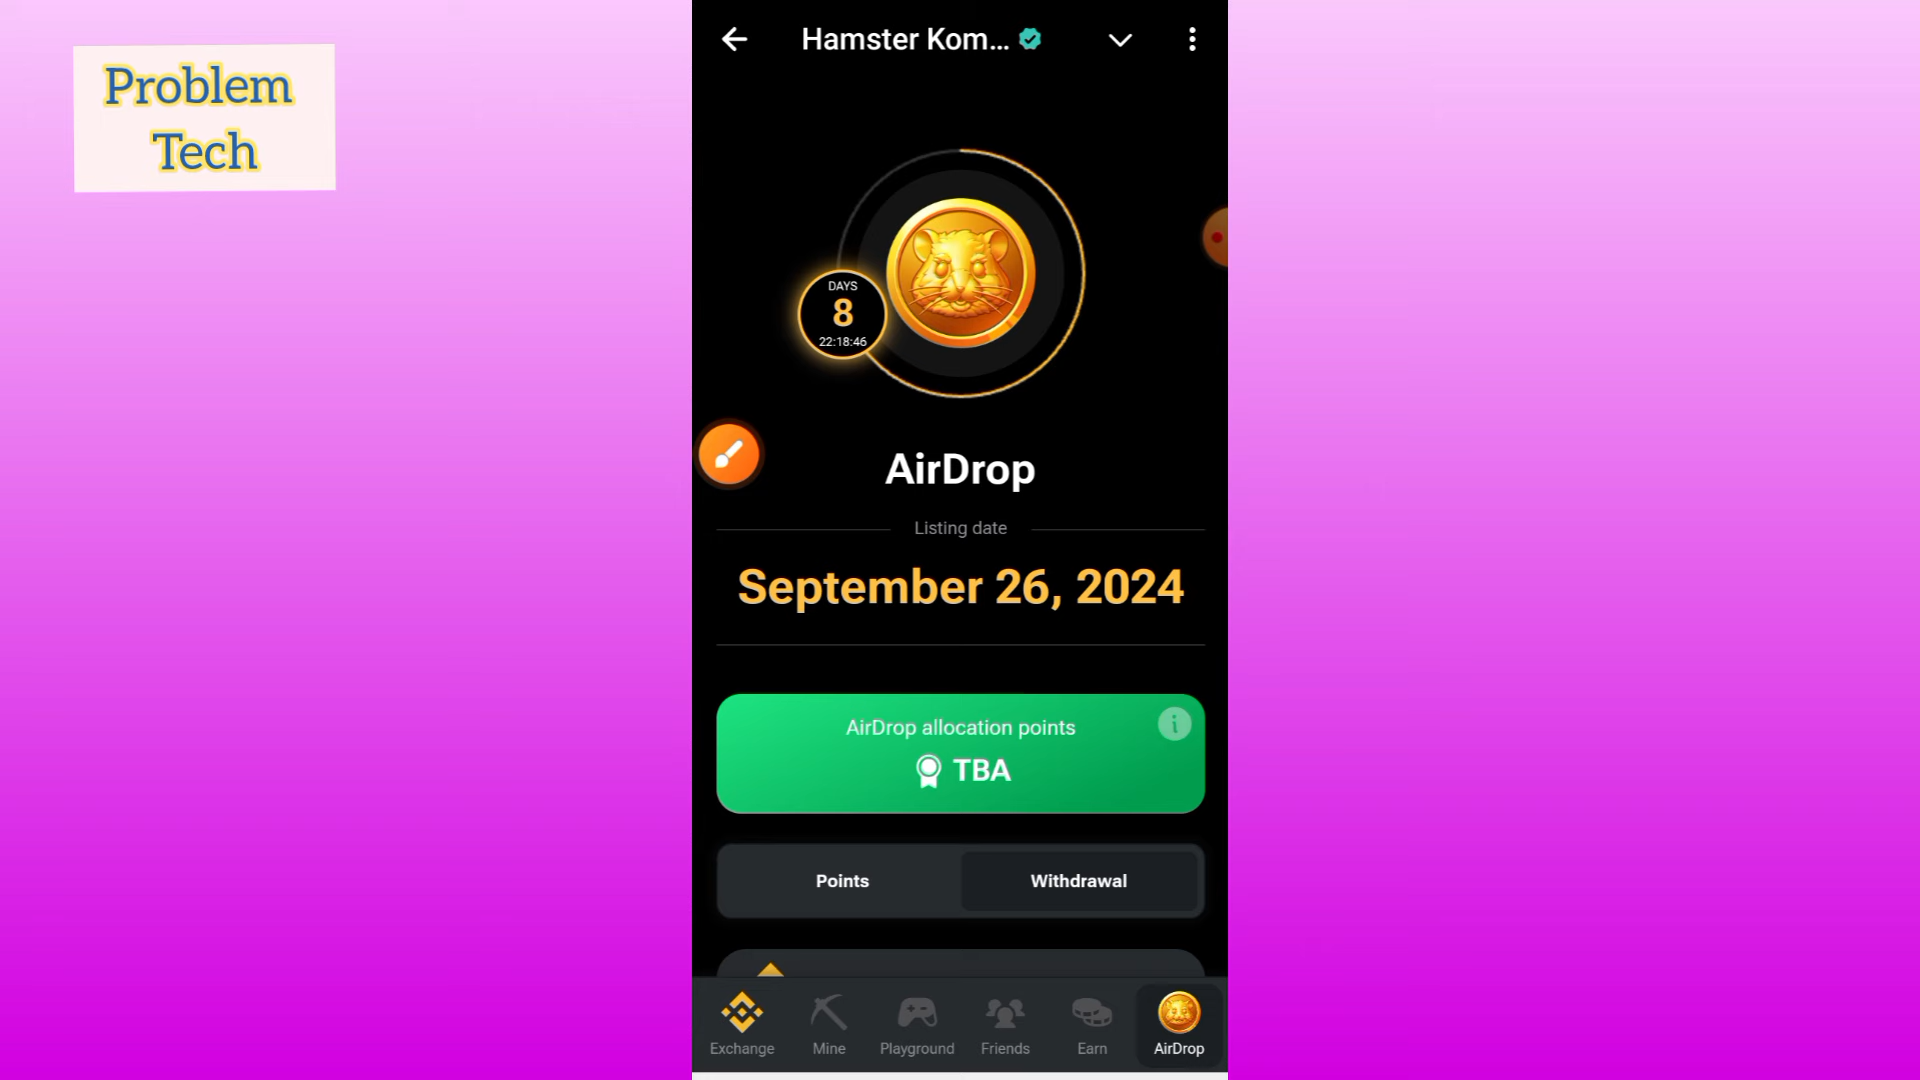 Problem
Tech
Hamster Kom...
DAYS
8
22:18:46
AirDrop
Listing date
September 26, 2024
AirDrop allocation points
TBA
Points
Withdrawal
Exchange
Mine
Playground
Friends
Earn
AirDrop